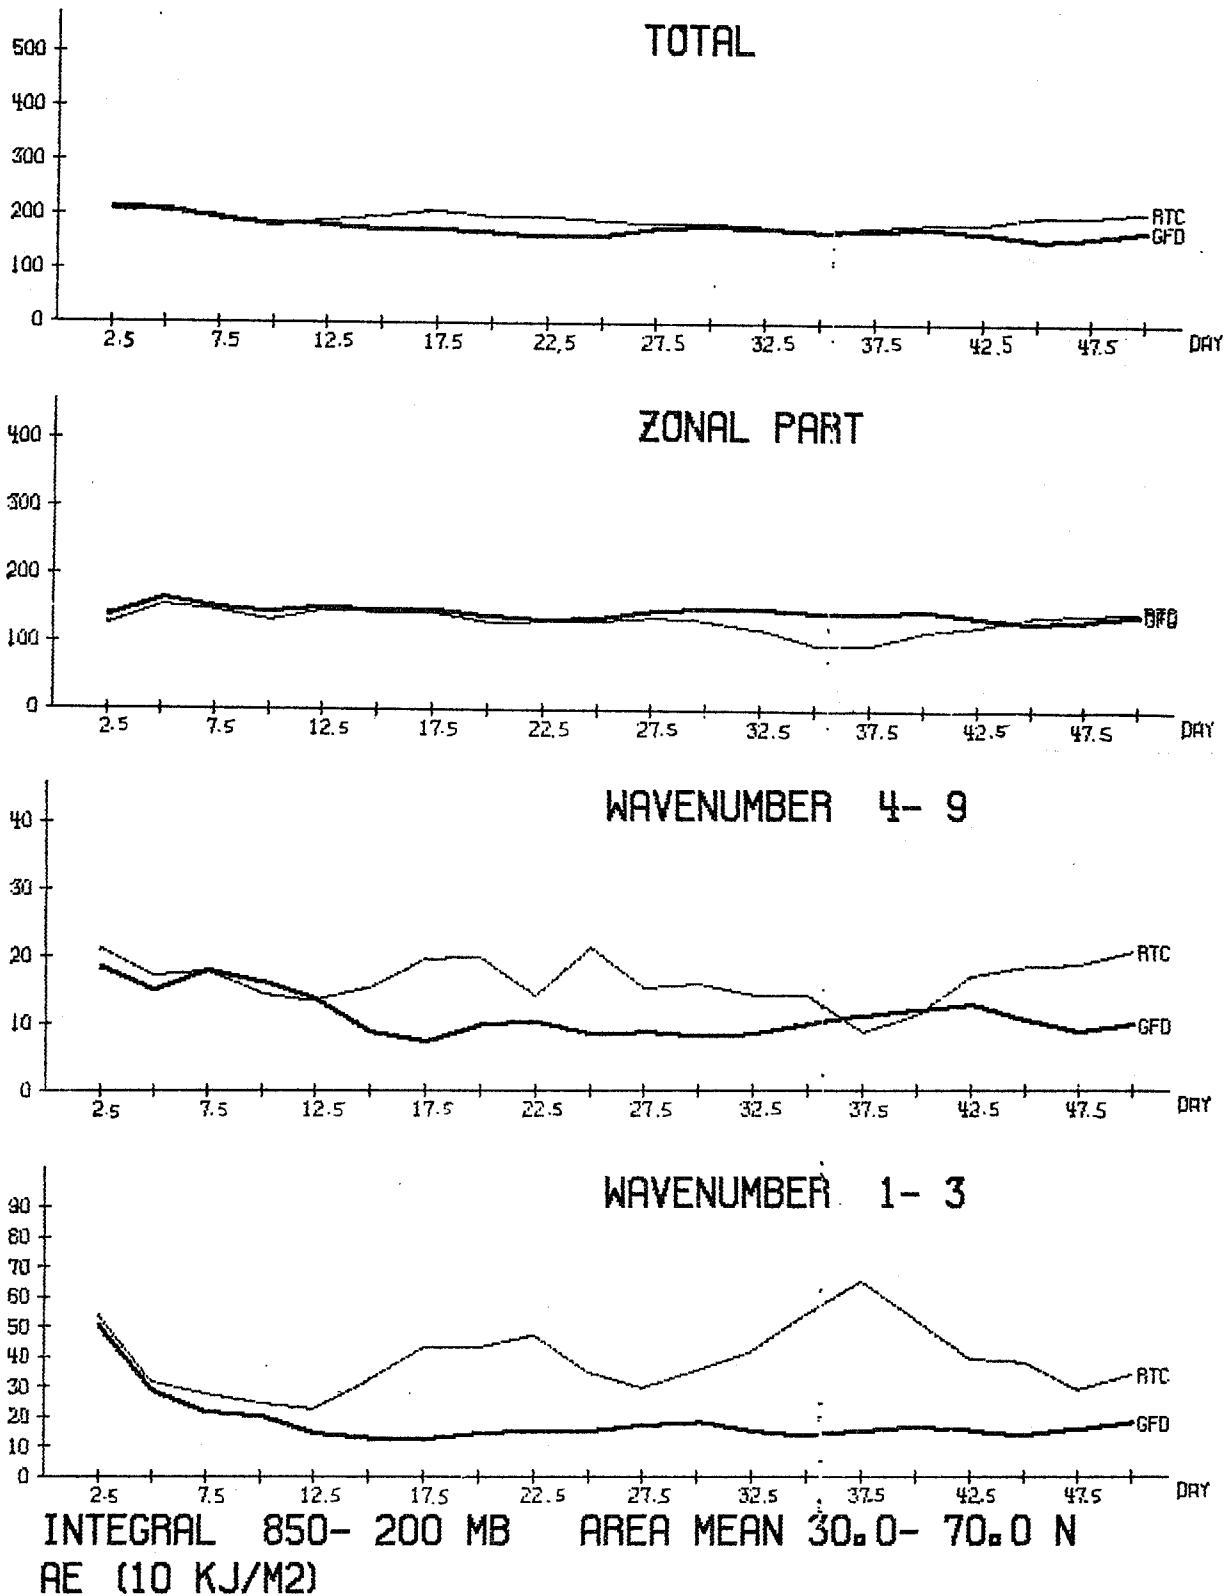 TOTAL
500
400
300
200
100
0
RTC
GFD
2.5 7.5 12.5 17.5 22.5 27.5 32.5 37.5 42.5 47.5 DAY
ZONAL PART
400
300
200
100
0
2.5 7.5 12.5 17.5 22.5 27.5 32.5 37.5 42.5 47.5 DAY
WAVENUMBER 4- 9
40
30
20
10
0
RTC
GFD
2.5 7.5 12.5 17.5 22.5 27.5 32.5 37.5 42.5 47.5 DAY
WAVENUMBER 1- 3
90
80
70
60
50
40
30
20
10
0
RTC
GFD
2.5 7.5 12.5 17.5 22.5 27.5 32.5 37.5 42.5 47.5 DAY
INTEGRAL 850- 200 MB AREA MEAN 30.0- 70.0 N
AE (10 KJ/M2)